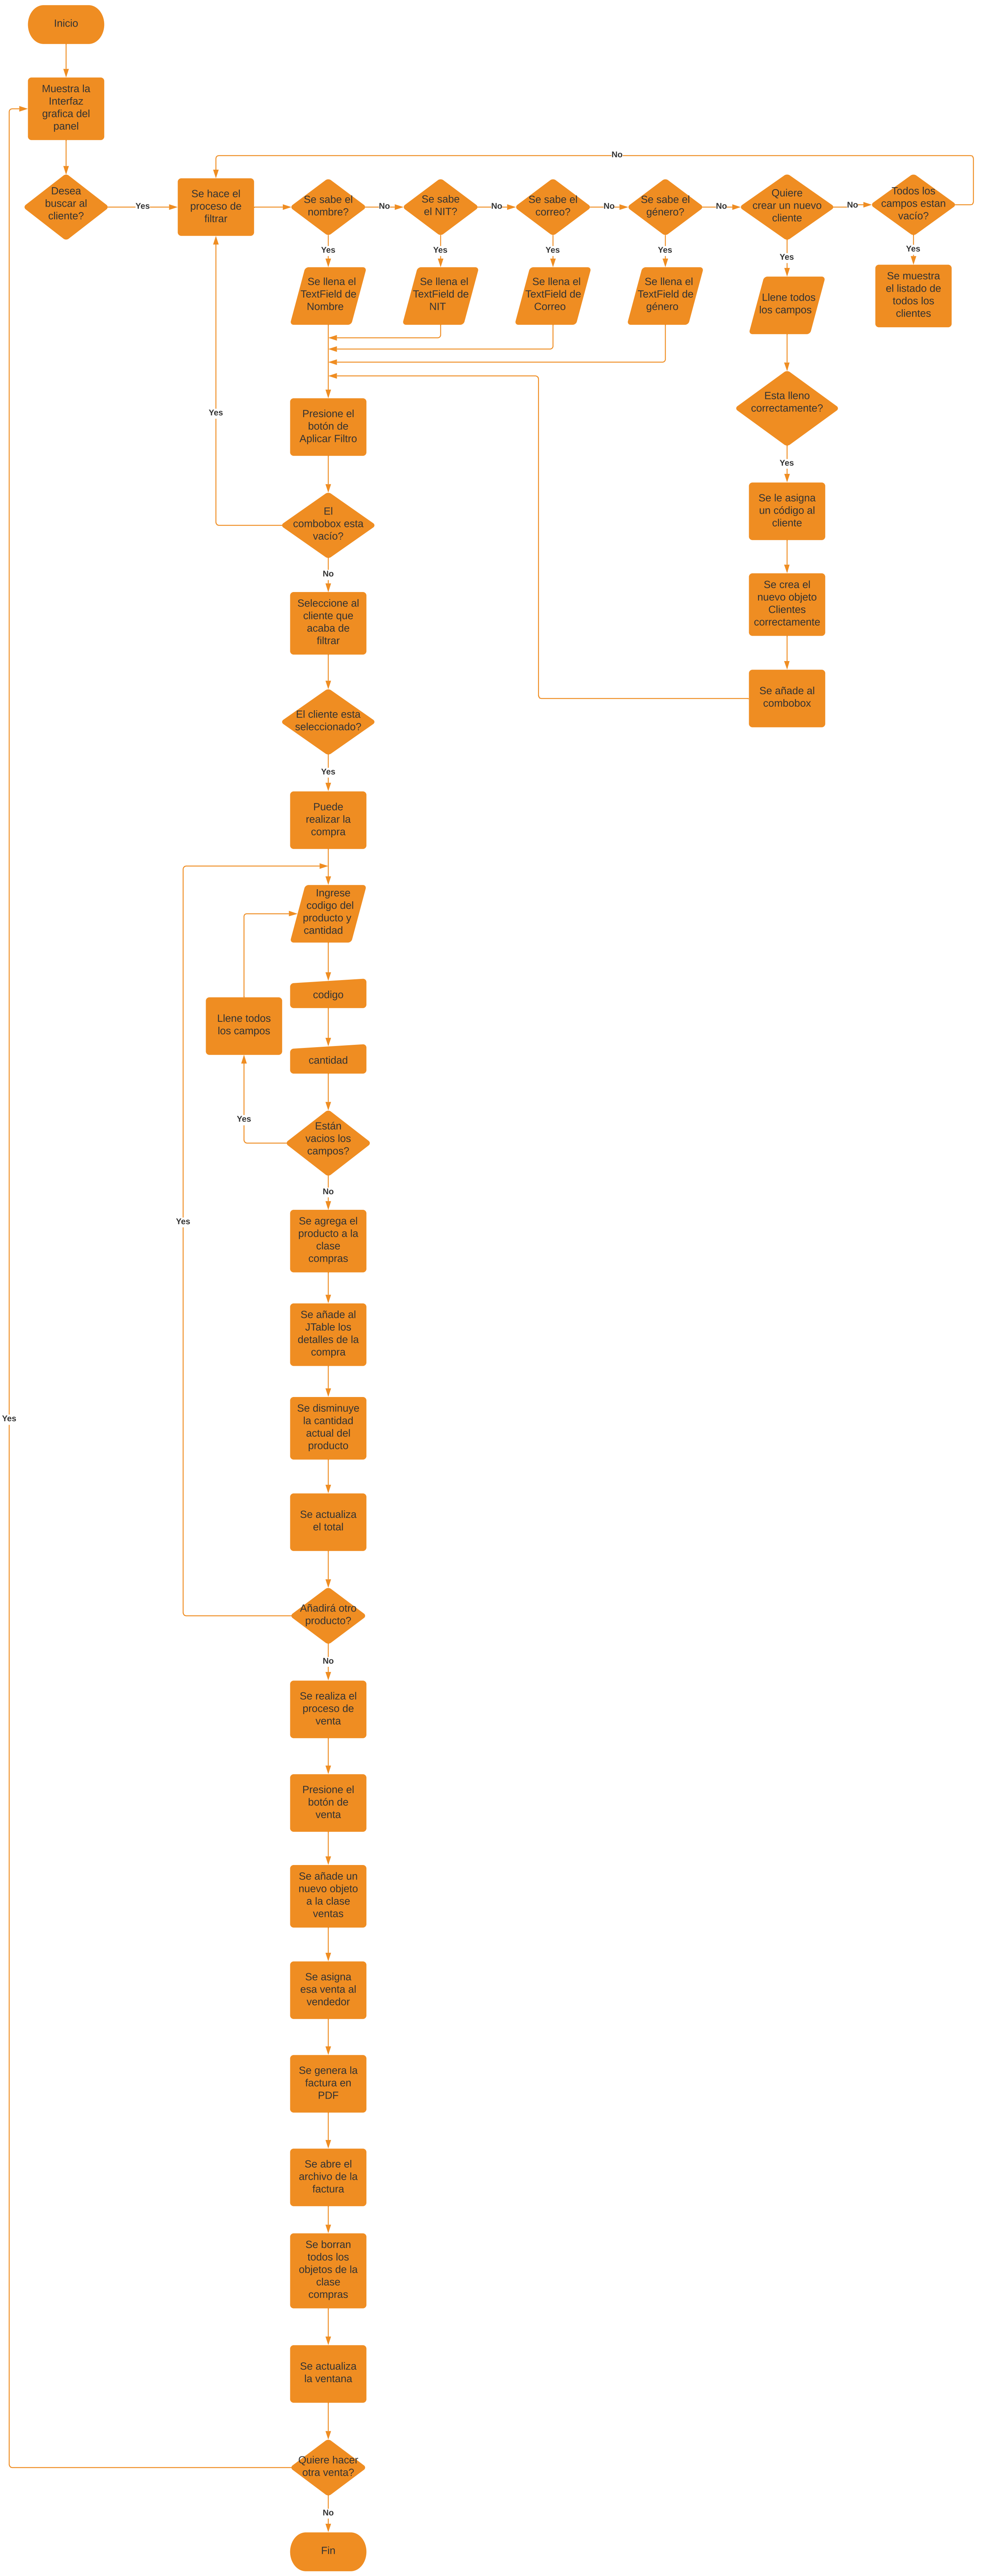 Inicio
Muestra la
Interfaz
grafica del
panel
Desea
buscar al
cliente?
Yes
Se hace el
proceso de
filtrar
No
Se sabe el
nombre?
No
Se sabe
el NIT?
No
Se sabe el
correo?
No
Se sabe el
género?
No
Quiere
crear un nuevo
cliente
No
Todos los
campos estan
vacío?
Yes
Yes
Yes
Yes
Yes
Yes
Se llena el
TextField de
Nombre
Se llena el
TextField de
NIT
Se llena el
TextField de
Correo
Se llena el
TextField de
género
Llene todos
los campos
Se muestra
el listado de
todos los
clientes
Esta lleno
correctamente?
Yes
Se le asigna
un código al
cliente
Se crea el
nuevo objeto
Clientes
correctamente
Se añade al
combobox
Yes
Presione el
botón de
Aplicar Filtro
El
combobox esta
vacío?
No
Seleccione al
cliente que
acaba de
filtrar
El cliente esta
seleccionado?
Yes
Puede
realizar la
compra
Ingrese
codigo del
producto y
cantidad
codigo
Llene todos
los campos
cantidad
Yes
Están
vacios los
campos?
No
Yes
Se agrega el
producto a la
clase
compras
Se añade al
JTable los
detalles de la
compra
Yes
Se disminuye
la cantidad
actual del
producto
Se actualiza
el total
Añadirá otro
producto?
No
Se realiza el
proceso de
venta
Presione el
botón de
venta
Se añade un
nuevo objeto
a la clase
ventas
Se asigna
esa venta al
vendedor
Se genera la
factura en
PDF
Se abre el
archivo de la
factura
Se borran
todos los
objetos de la
clase
compras
Se actualiza
la ventana
Quiere hacer
otra venta?
No
Fin